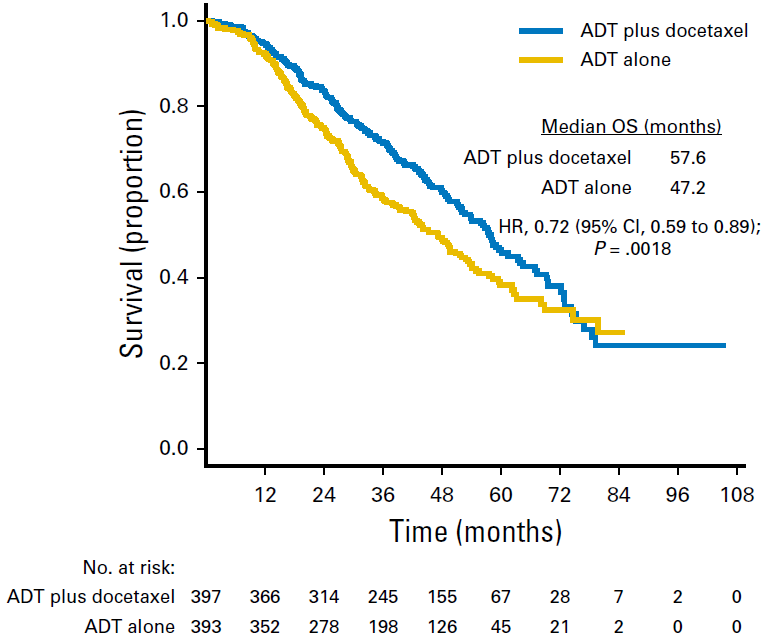 ADT plus docetaxel
ADT alone
Median OS (months)
ADT plus docetaxel 57.6
ADT alone 47.2
HR, 0.72 (95% CI, 0.59 to 0.89);
P = .0018
Survival (proportion)
1.0
0.8
0.6
0.4
0.2
0.0
12 24 36 48 60 72 84 96 108
Time (months)
No. at risk:
ADT plus docetaxel 397 366 314 245 155 67 28 7 2 0
ADT alone 393 352 278 198 126 45 21 2 0 0